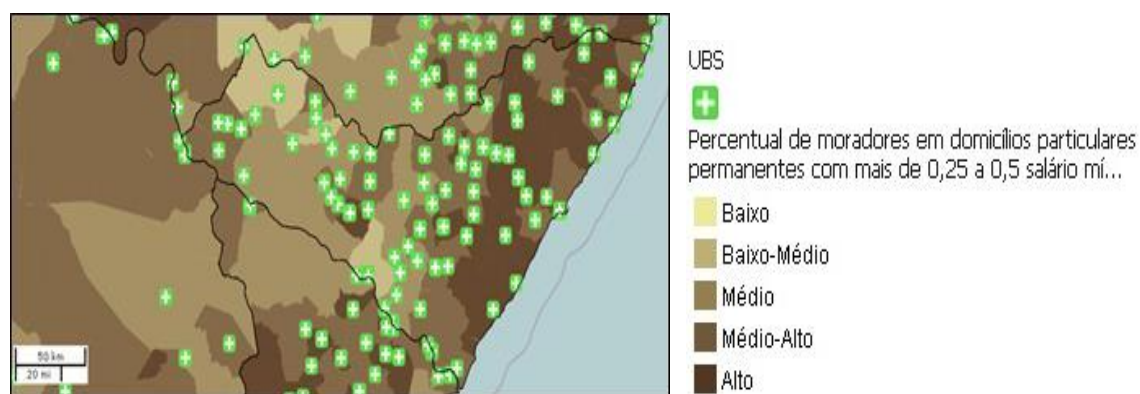 50 km
20 mi
UBS
Percentual de moradores em domicílios particulares
permanentes com mais de 0,25 a 0,5 salário mí...
Baixo
Baixo-Médio
Médio
Médio-Alto
Alto